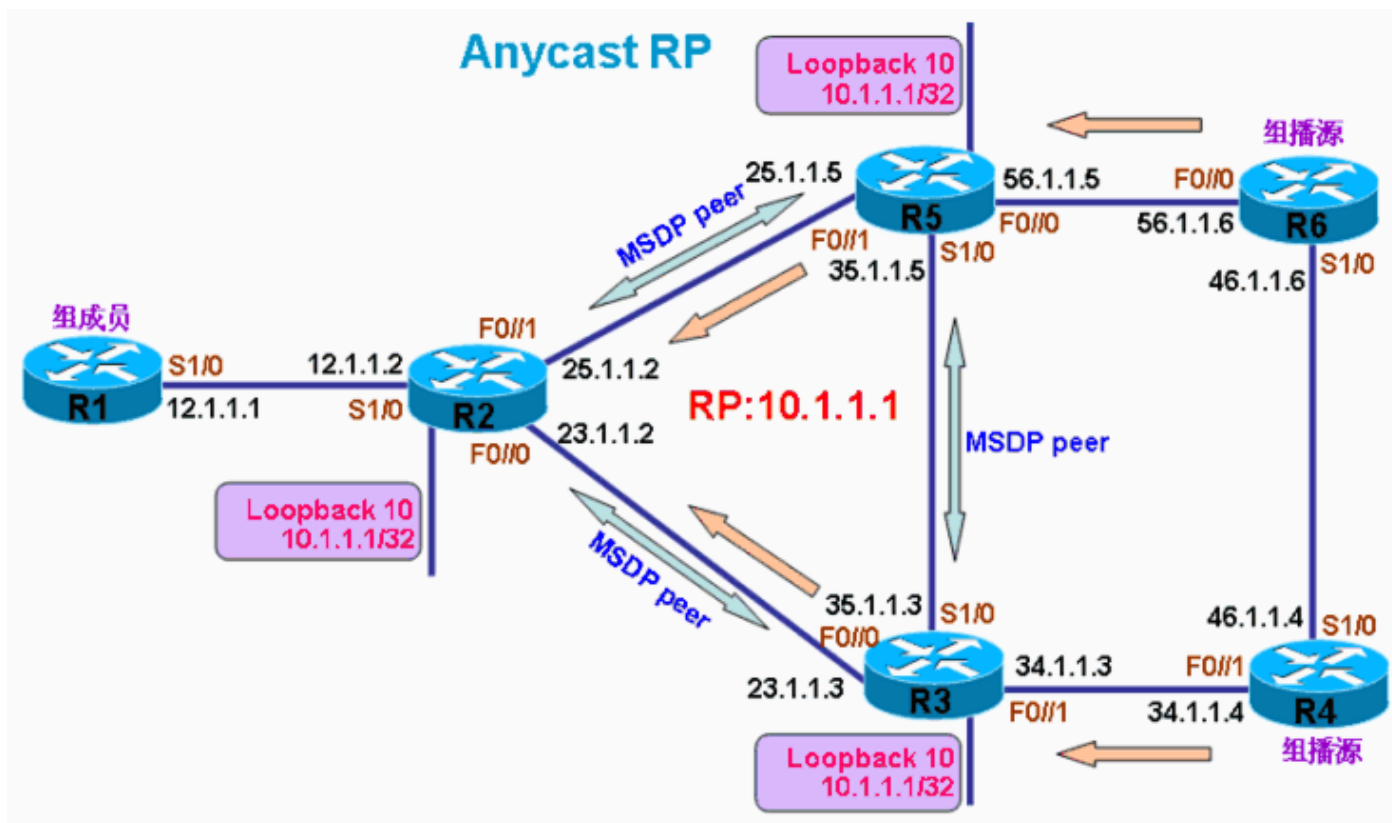 Anycast RP
Loopback 10
10.1.1.1/32
组播源
25.1.1.5
56.1.1.5
F0//0
R5
F0//0
56.1.1.6
R6
MSDP peer
F0//1
S1/0
35.1.1.5
S1/0
46.1.1.6
组成员
F0//1
S1/0
12.1.1.2
25.1.1.2
R1
12.1.1.1
S1/0
R2
RP:10.1.1.1
23.1.1.2
F0//0
MSDP peer
Loopback 10
10.1.1.1/32
MSDP peer
35.1.1.3
S1/0
F0//0
46.1.1.4
S1/0
34.1.1.3
F0//1
23.1.1.3
R3
F0//1
34.1.1.4
R4
组播源
Loopback 10
10.1.1.1/32